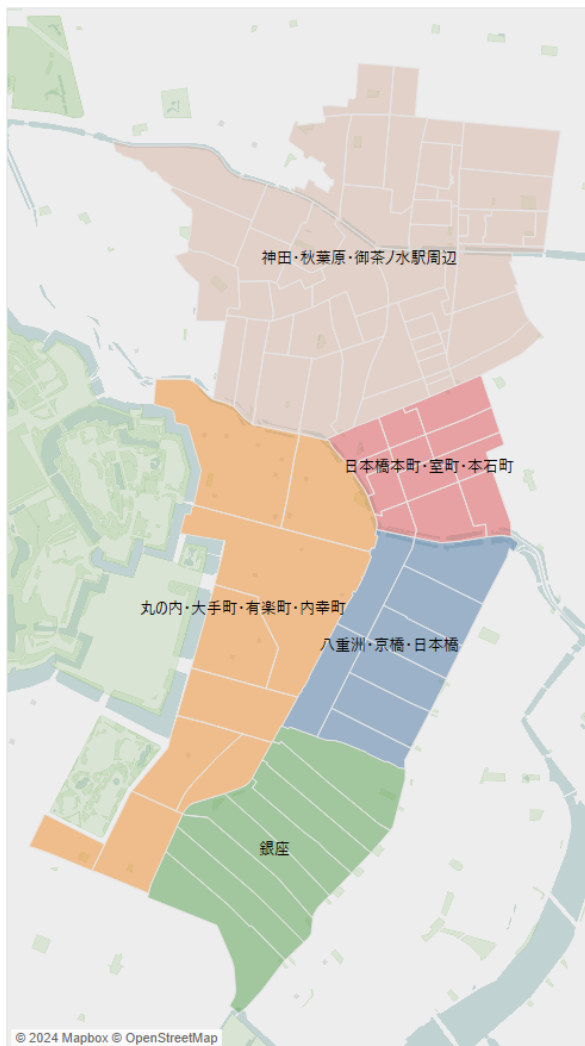 神田・秋葉原・御茶ノ水駅周辺
日本橋本町・室町・本石町
丸の内・大手町・有楽町・内幸町
八重洲・京橋・日本橋
銀座
© 2024 Mapbox © OpenStreetMap